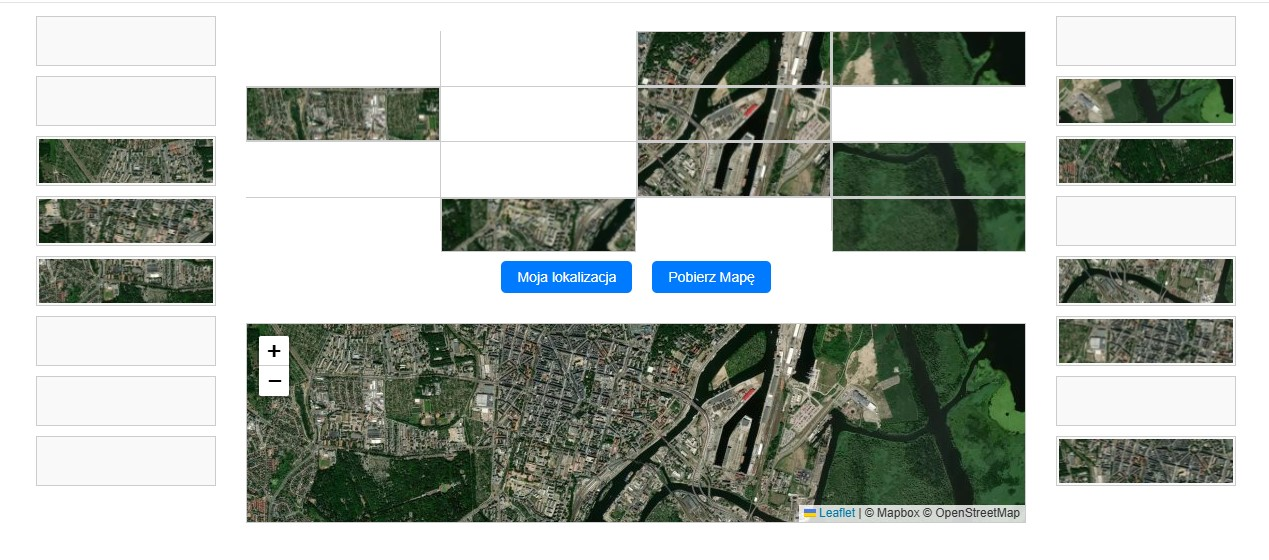 Moja lokalizacja
Pobierz Mapę
+
−
Leaflet | © Mapbox © OpenStreetMap